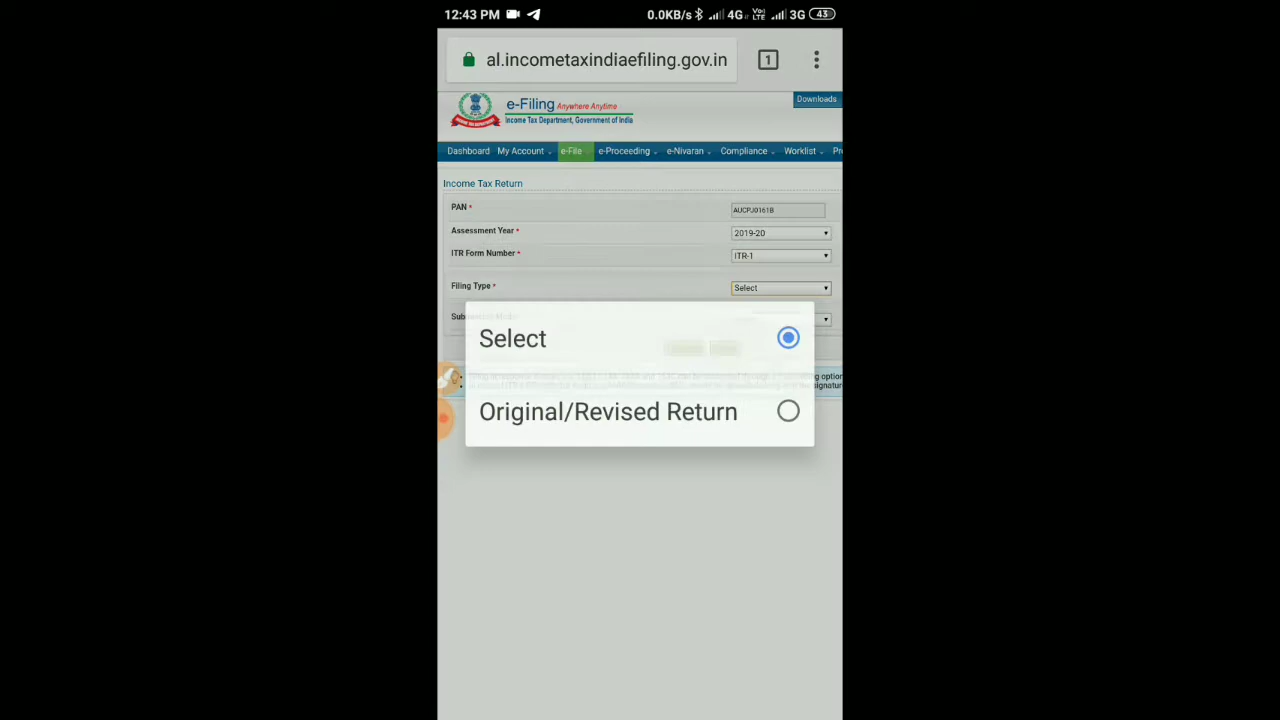 12:43 PM 0.0KB/s 4G Vo) LTE 3G 43
al.incometaxindiaefiling.gov.in 1
e-Filing Anywhere Anytime
Income Tax Department, Government of India
Downloads
Dashboard My Account e-File e-Proceeding e-Nivaran Compliance Worklist Pr
Income Tax Return
PAN * AUCPJ0161B
Assessment Year * 2019-20
ITR Form Number * ITR-1
Filing Type * Select
Select
Original/Revised Return